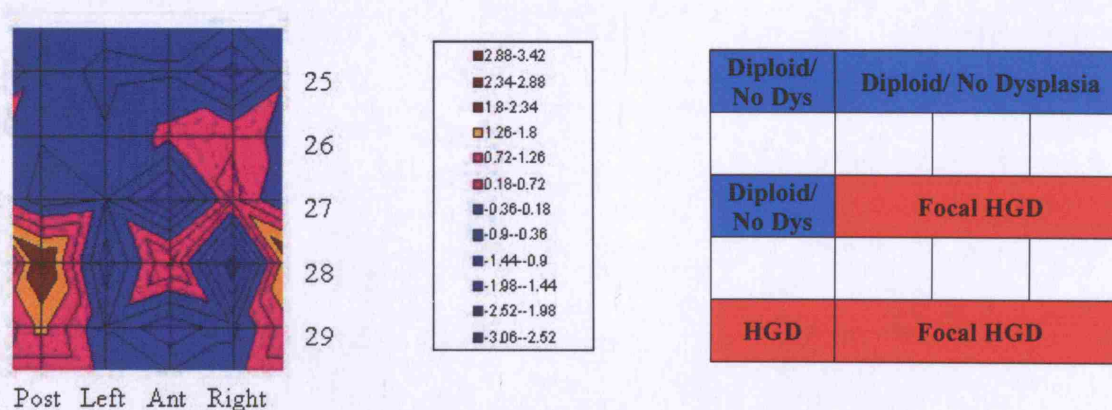 25
26
27
28
29
Post Left Ant Right
2.88-3.42
2.34-2.88
1.8-2.34
1.26-1.8
0.72-1.26
0.18-0.72
-0.36-0.18
-0.9--0.36
-1.44--0.9
-1.98--1.44
-2.52--1.98
-3.06--2.52
Diploid/
No Dys
Diploid/ No Dysplasia
Diploid/
No Dys
Focal HGD
HGD
Focal HGD